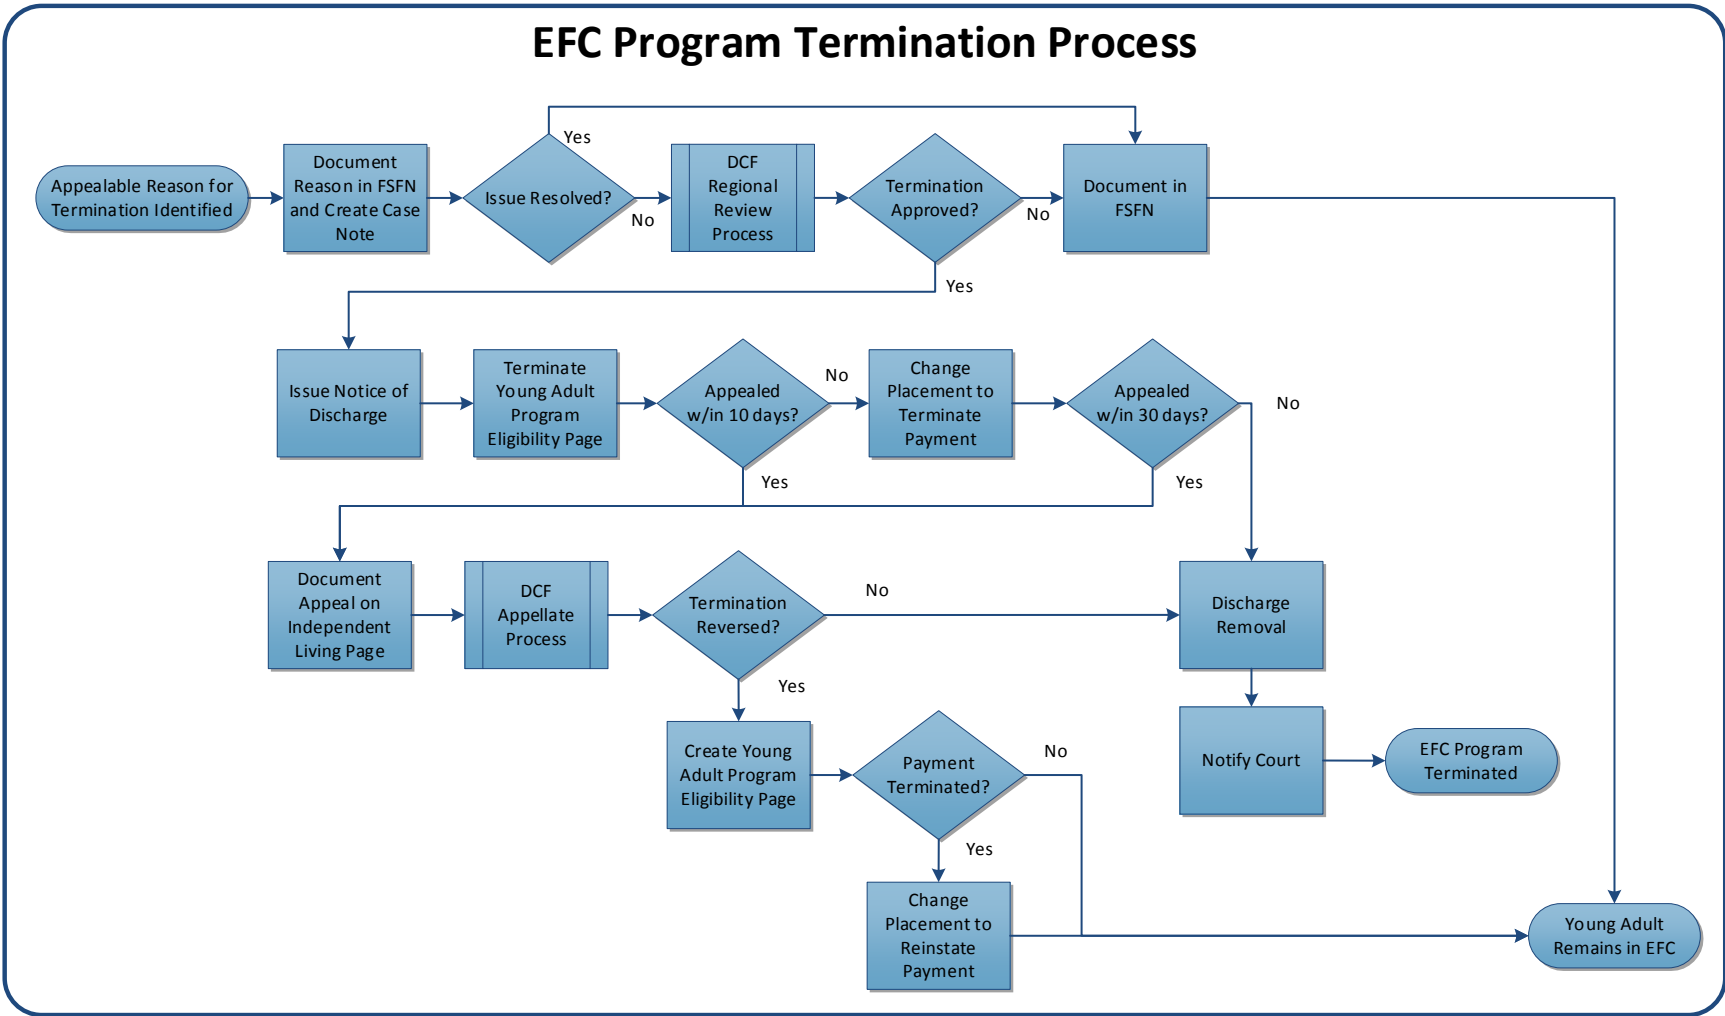 EFC Program Termination Process
Yes
Appealable Reason for
Termination Identified
Document
Reason in FSFN
and Create Case
Note
Issue Resolved?
No
DCF
Regional
Review
Process
Termination
Approved?
No
Document in
FSFN
Yes
Issue Notice of
Discharge
Terminate
Young Adult
Program
Eligibility Page
Appealed
w/in 10 days?
No
Change
Placement to
Terminate
Payment
Appealed
w/in 30 days?
No
Yes
Yes
Document
Appeal on
Independent
Living Page
DCF
Appellate
Process
Termination
Reversed?
No
Discharge
Removal
Yes
Create Young
Adult Program
Eligibility Page
Payment
Terminated?
No
Notify Court
EFC Program
Terminated
Yes
Change
Placement to
Reinstate
Payment
Young Adult
Remains in EFC